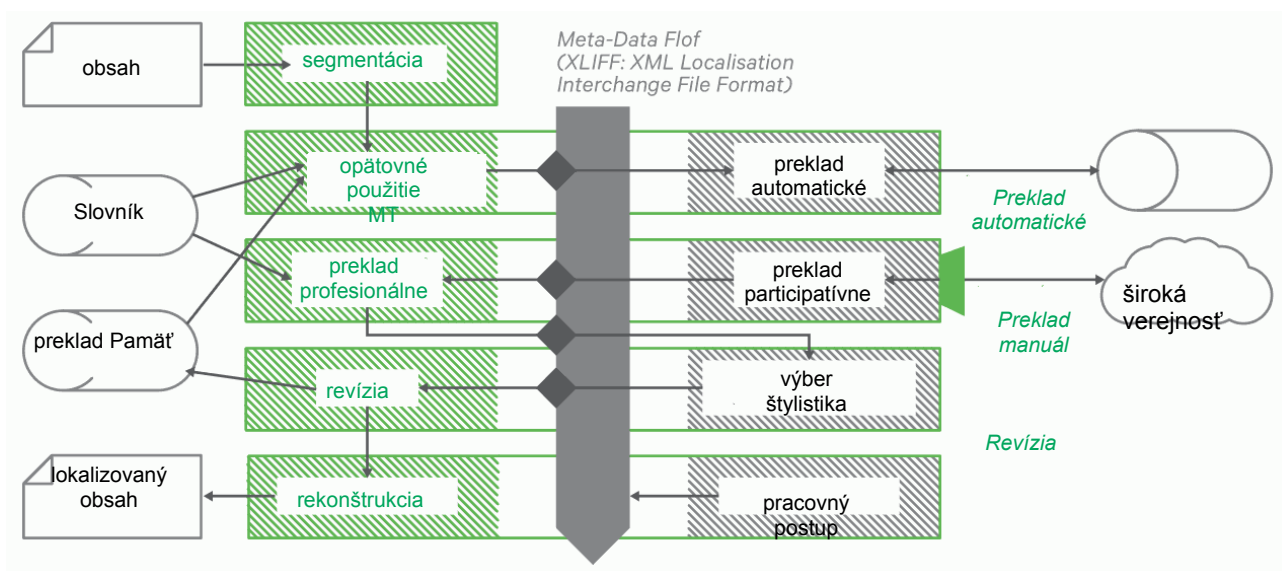 obsah
segmentácia
Meta-Data Flof
(XLIFF: XML Localisation
Interchange File Format)
opätovné
použitie
MT
preklad
automatické
Preklad
automatické
Slovník
preklad
profesionálne
preklad
participatívne
široká
verejnosť
Preklad
manuál
preklad Pamäť
revízia
výber
štylistika
Revízia
lokalizovaný
obsah
rekonštrukcia
pracovný
postup